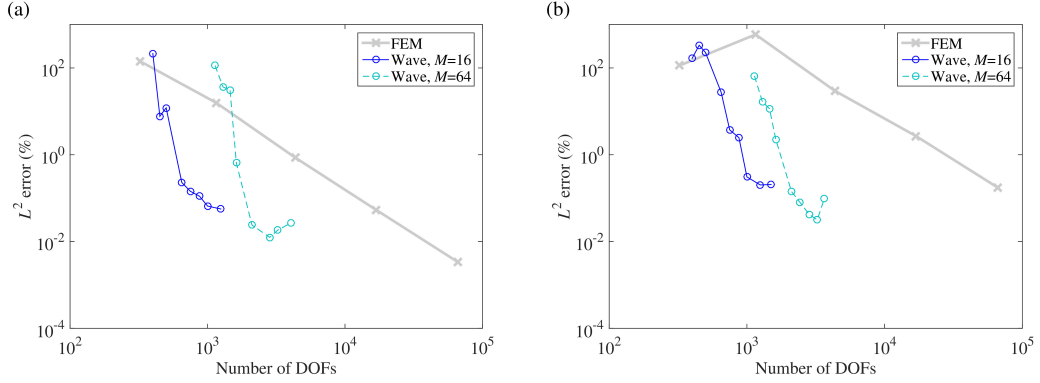 (a)
10^2
10^0
10^-2
10^-4
L^2 error (%)
10^2
10^3
10^4
10^5
Number of DOFs
FEM
Wave, M=16
Wave, M=64
(b)
10^2
10^0
10^-2
10^-4
L^2 error (%)
10^2
10^3
10^4
10^5
Number of DOFs
FEM
Wave, M=16
Wave, M=64